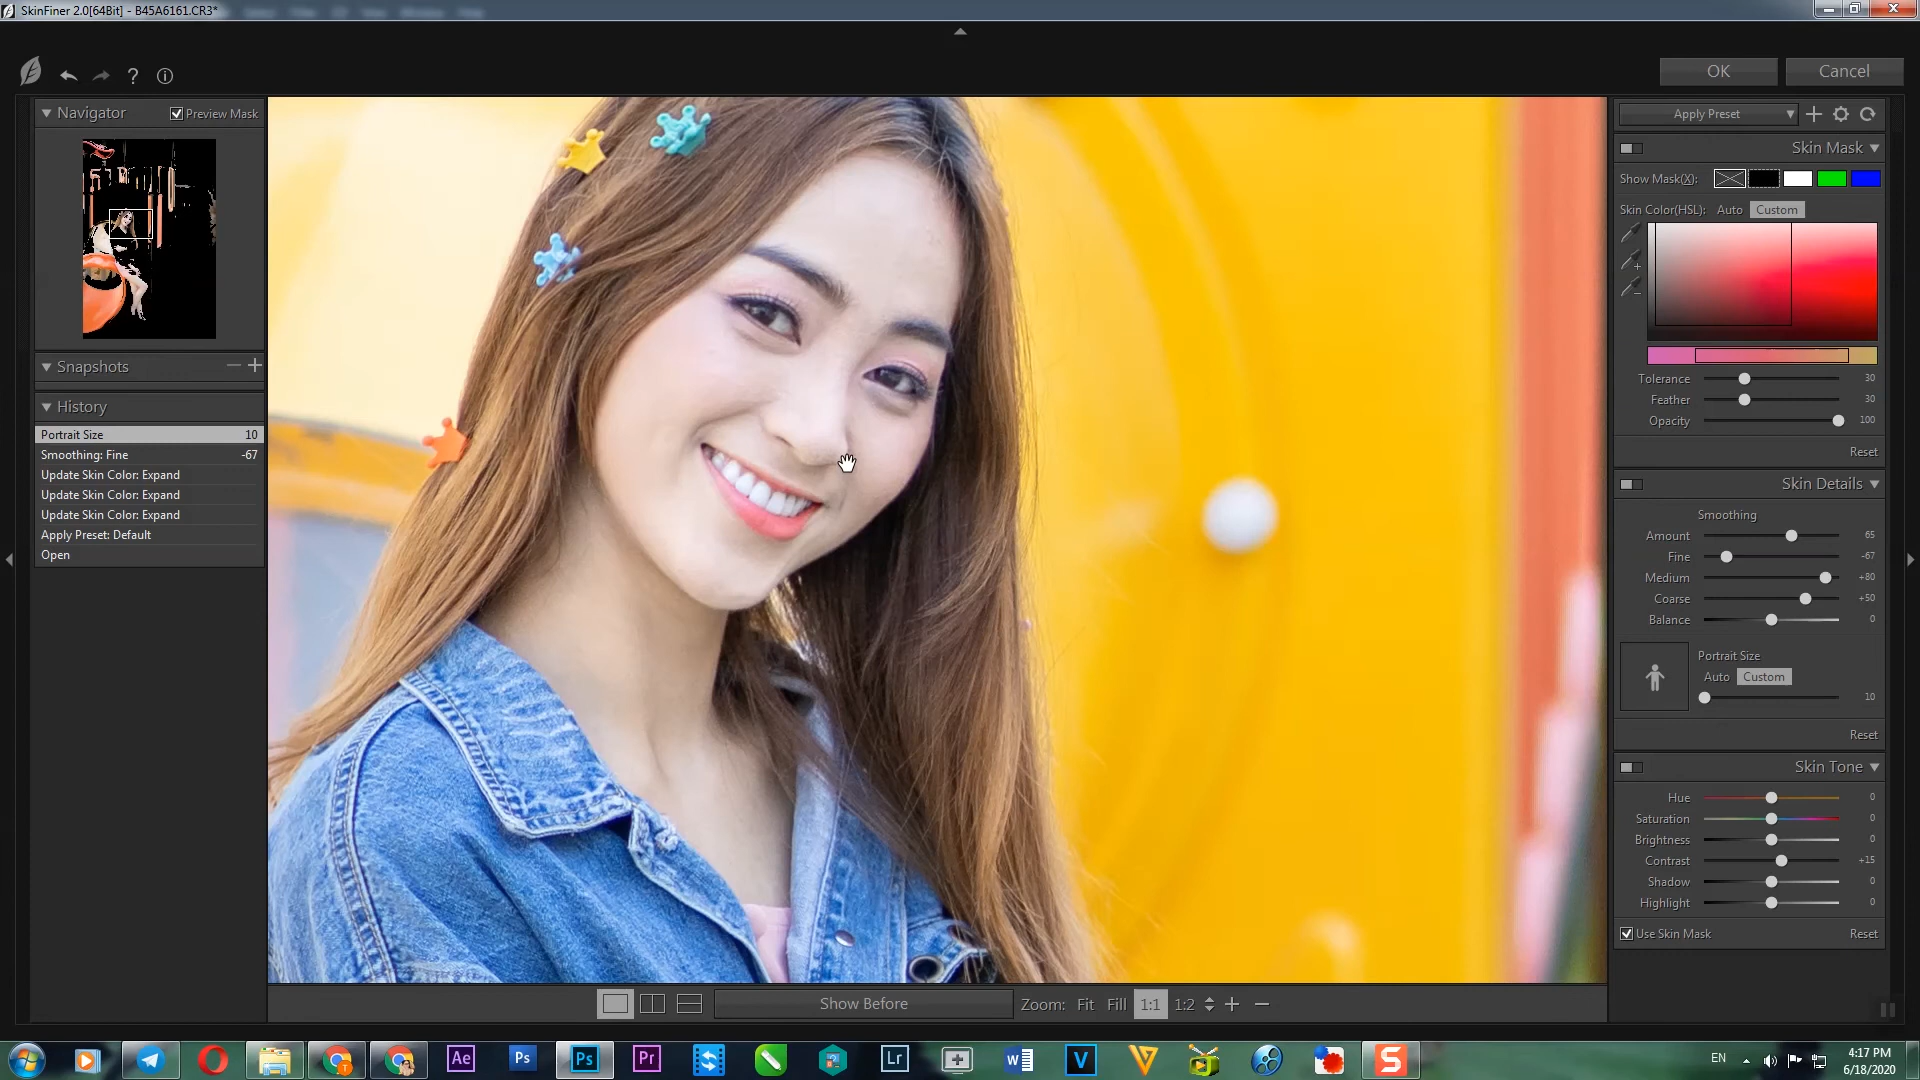 SkinFiner 2.0[64Bit] - B45A6161.CR3*
OK
Cancel
Navigator
Preview Mask
Snapshots
History
Portrait Size 10
Smoothing: Fine -67
Update Skin Color: Expand
Update Skin Color: Expand
Update Skin Color: Expand
Apply Preset: Default
Open
Apply Preset
Skin Mask
Show Mask(X):
Skin Color(HSL): Auto Custom
Tolerance 30
Feather 30
Opacity 100
Reset
Skin Details
Smoothing
Amount 65
Fine -67
Medium +80
Coarse +50
Balance 0
Portrait Size
Auto Custom
10
Reset
Skin Tone
Hue 0
Saturation 0
Brightness 0
Contrast +15
Shadow 0
Highlight 0
Use Skin Mask Reset
Show Before
Zoom: Fit Fill 1:1 1:2
Ae
Ps
Ps
Pr
Lr
W
V
S
EN
4:17 PM
6/18/2020